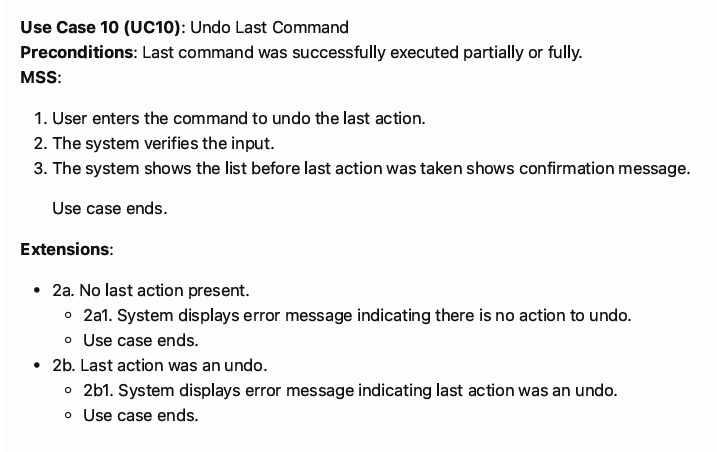 Use Case 10 (UC10): Undo Last Command
Preconditions: Last command was successfully executed partially or fully.
MSS:
1. User enters the command to undo the last action.
2. The system verifies the input.
3. The system shows the list before last action was taken shows confirmation message.
Use case ends.
Extensions:
• 2a. No last action present.
◦ 2a1. System displays error message indicating there is no action to undo.
◦ Use case ends.
• 2b. Last action was an undo.
◦ 2b1. System displays error message indicating last action was an undo.
◦ Use case ends.